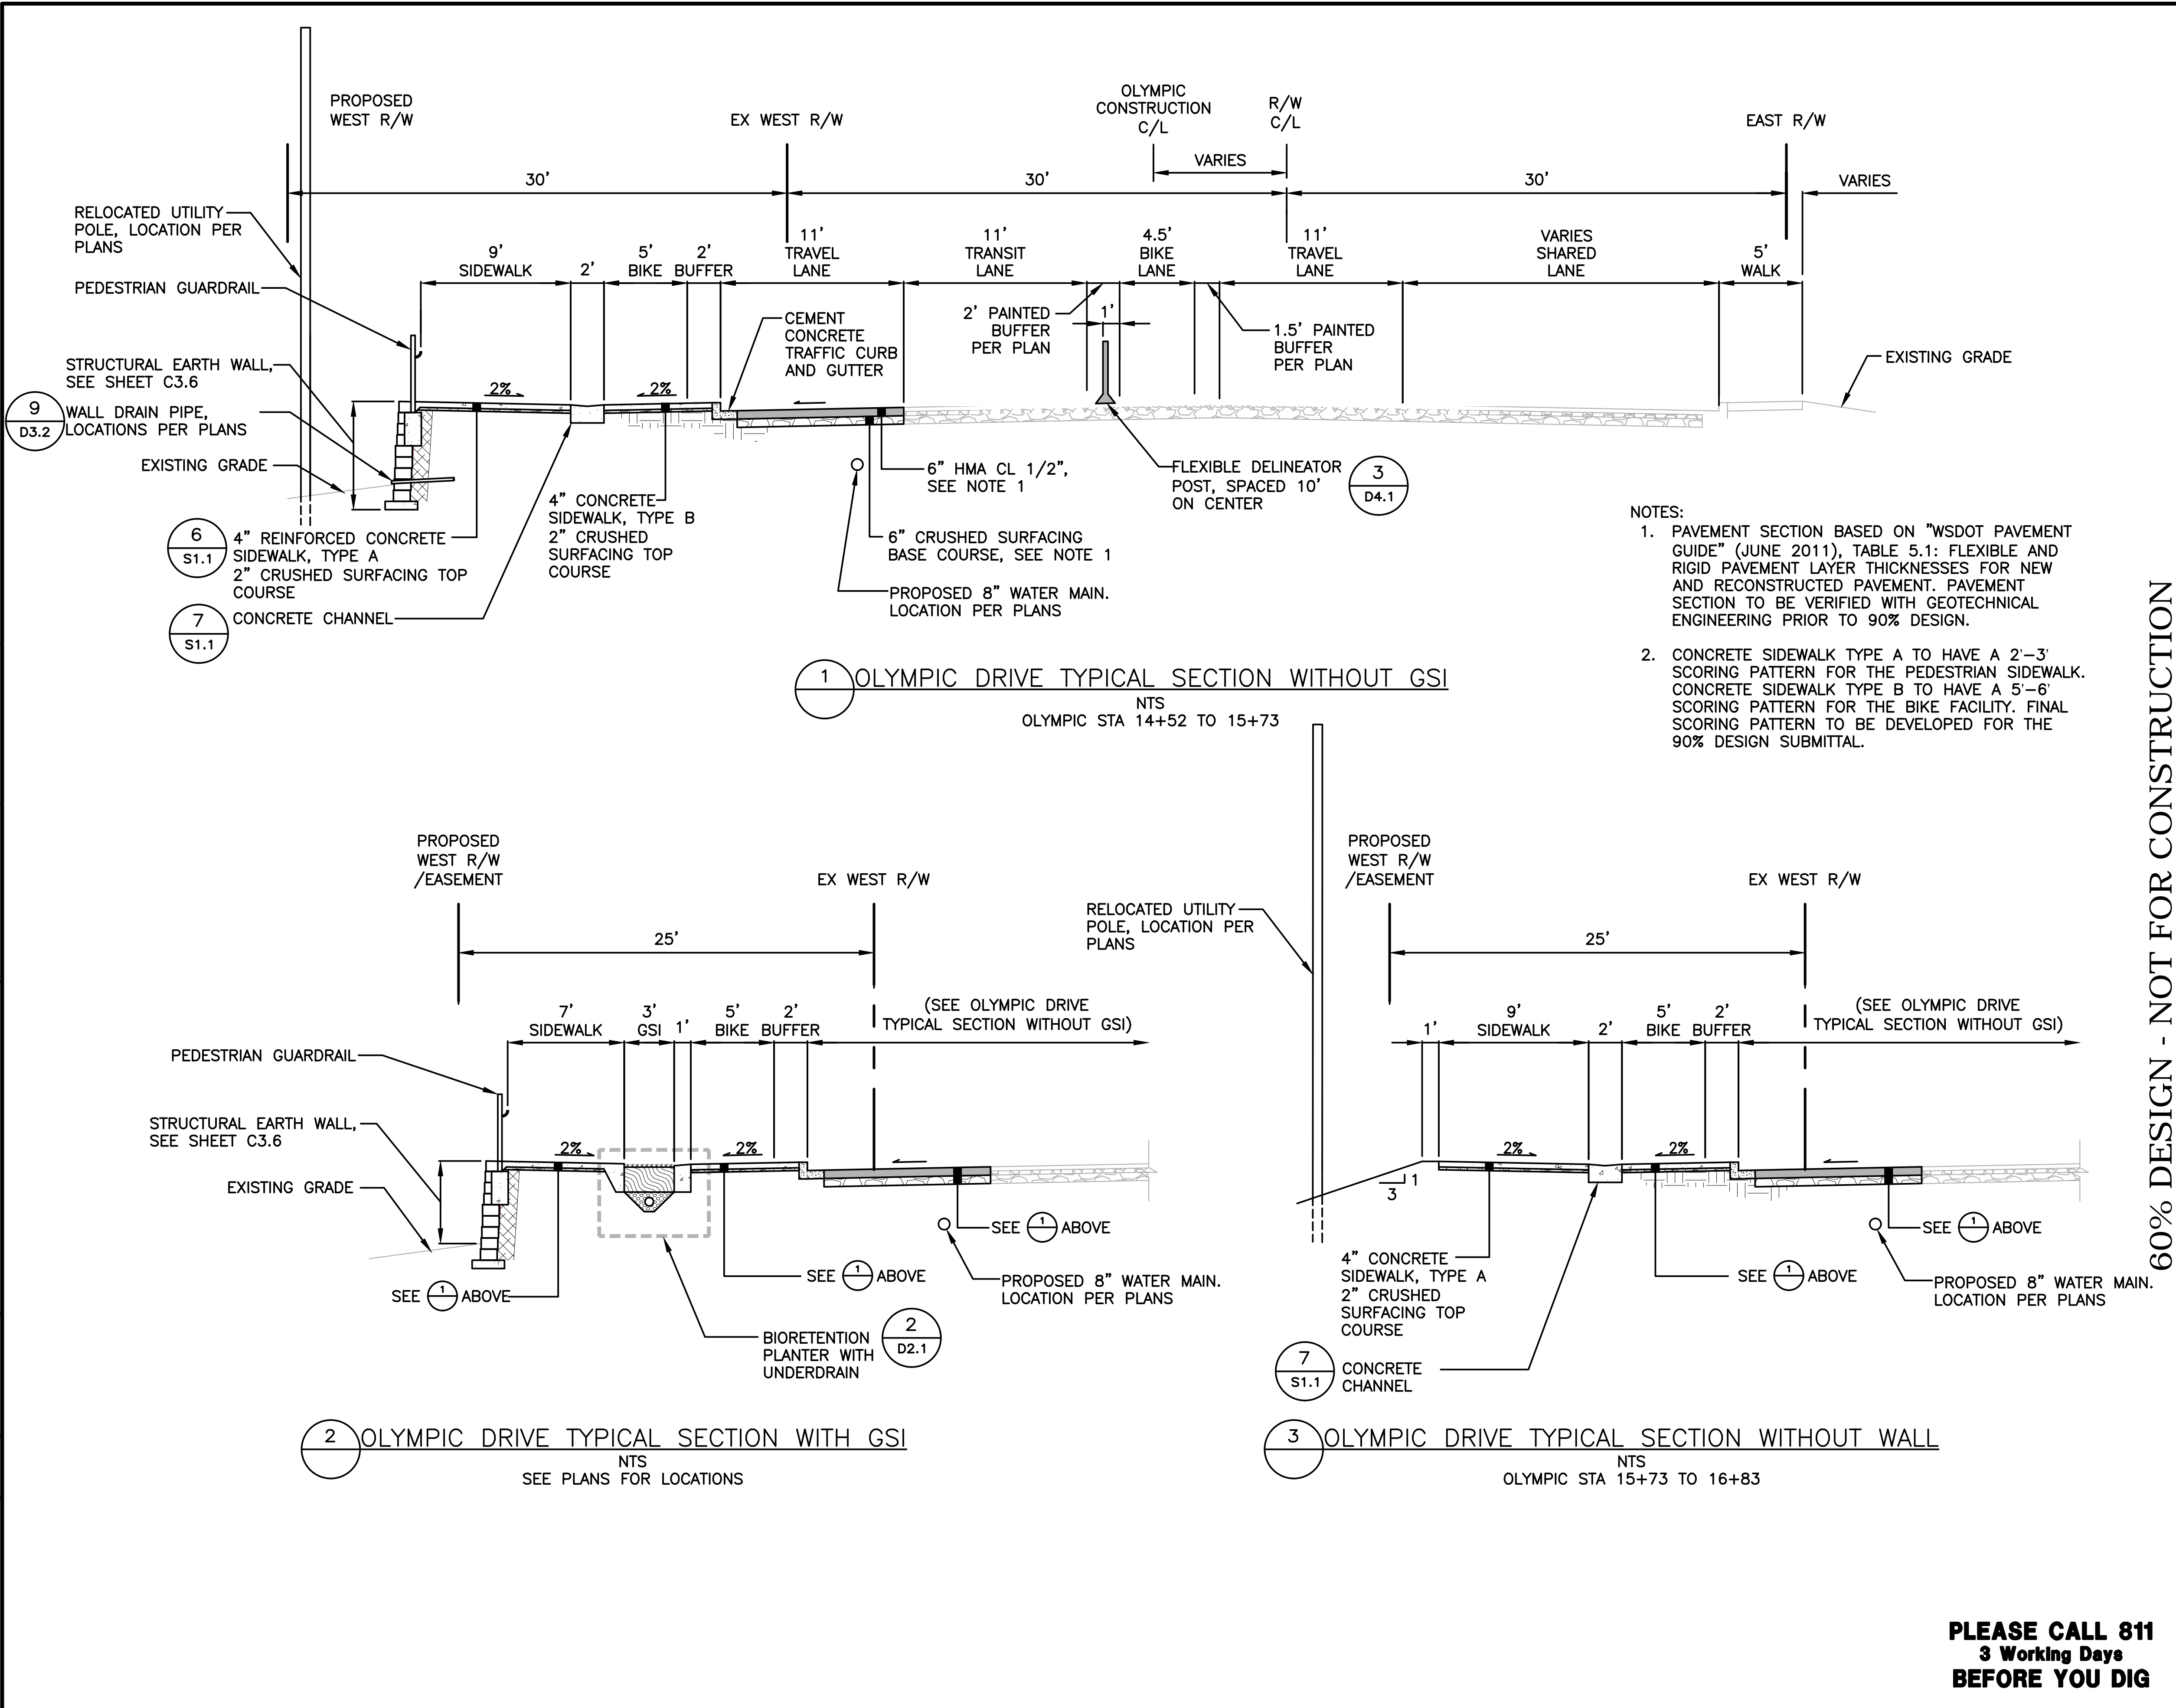 PROPOSED
WEST R/W
EX WEST R/W
OLYMPIC
CONSTRUCTION
C/L
R/W
C/L
EAST R/W
VARIES
30’
30’
30’
VARIES
RELOCATED UTILITY
POLE, LOCATION PER
PLANS
9’
SIDEWALK
2’
5’
BIKE
2’
BUFFER
11’
TRAVEL
LANE
11’
TRANSIT
LANE
4.5’
BIKE
LANE
11’
TRAVEL
LANE
VARIES
SHARED
LANE
5’
WALK
PEDESTRIAN GUARDRAIL
CEMENT
CONCRETE
TRAFFIC CURB
AND GUTTER
2’ PAINTED
BUFFER
PER PLAN
1’
1.5’ PAINTED
BUFFER
PER PLAN
EXISTING GRADE
STRUCTURAL EARTH WALL,
SEE SHEET C3.6
2%
2%
9
D3.2
WALL DRAIN PIPE,
LOCATIONS PER PLANS
EXISTING GRADE
6" HMA CL 1/2",
SEE NOTE 1
FLEXIBLE DELINEATOR
POST, SPACED 10’
ON CENTER
3
D4.1
6
S1.1
4" REINFORCED CONCRETE
SIDEWALK, TYPE A
2" CRUSHED SURFACING TOP
COURSE
4" CONCRETE
SIDEWALK, TYPE B
2" CRUSHED
SURFACING TOP
COURSE
6" CRUSHED SURFACING
BASE COURSE, SEE NOTE 1
PROPOSED 8" WATER MAIN.
LOCATION PER PLANS
7
S1.1
CONCRETE CHANNEL
NOTES:
1. PAVEMENT SECTION BASED ON "WSDOT PAVEMENT
GUIDE" (JUNE 2011), TABLE 5.1: FLEXIBLE AND
RIGID PAVEMENT LAYER THICKNESSES FOR NEW
AND RECONSTRUCTED PAVEMENT. PAVEMENT
SECTION TO BE VERIFIED WITH GEOTECHNICAL
ENGINEERING PRIOR TO 90% DESIGN.
2. CONCRETE SIDEWALK TYPE A TO HAVE A 2'-3'
SCORING PATTERN FOR THE PEDESTRIAN SIDEWALK.
CONCRETE SIDEWALK TYPE B TO HAVE A 5'-6'
SCORING PATTERN FOR THE BIKE FACILITY. FINAL
SCORING PATTERN TO BE DEVELOPED FOR THE
90% DESIGN SUBMITTAL.
1
OLYMPIC DRIVE TYPICAL SECTION WITHOUT GSI
NTS
OLYMPIC STA 14+52 TO 15+73
PROPOSED
WEST R/W
/EASEMENT
EX WEST R/W
25’
7’
SIDEWALK
3’
GSI
1’
5’
BIKE
2’
BUFFER
(SEE OLYMPIC DRIVE
TYPICAL SECTION WITHOUT GSI)
PEDESTRIAN GUARDRAIL
STRUCTURAL EARTH WALL,
SEE SHEET C3.6
2%
2%
EXISTING GRADE
SEE 1 ABOVE
SEE 1 ABOVE
SEE 1 ABOVE
PROPOSED 8" WATER MAIN.
LOCATION PER PLANS
BIORETENTION
PLANTER WITH
UNDERDRAIN
2
D2.1
2
OLYMPIC DRIVE TYPICAL SECTION WITH GSI
NTS
SEE PLANS FOR LOCATIONS
PROPOSED
WEST R/W
/EASEMENT
EX WEST R/W
RELOCATED UTILITY
POLE, LOCATION PER
PLANS
25’
1’
9’
SIDEWALK
2’
5’
BIKE
2’
BUFFER
(SEE OLYMPIC DRIVE
TYPICAL SECTION WITHOUT GSI)
2%
2%
1
3
SEE 1 ABOVE
4" CONCRETE
SIDEWALK, TYPE A
2" CRUSHED
SURFACING TOP
COURSE
SEE 1 ABOVE
PROPOSED 8" WATER MAIN.
LOCATION PER PLANS
7
S1.1
CONCRETE
CHANNEL
3
OLYMPIC DRIVE TYPICAL SECTION WITHOUT WALL
NTS
OLYMPIC STA 15+73 TO 16+83
60% DESIGN - NOT FOR CONSTRUCTION
PLEASE CALL 811
3 Working Days
BEFORE YOU DIG